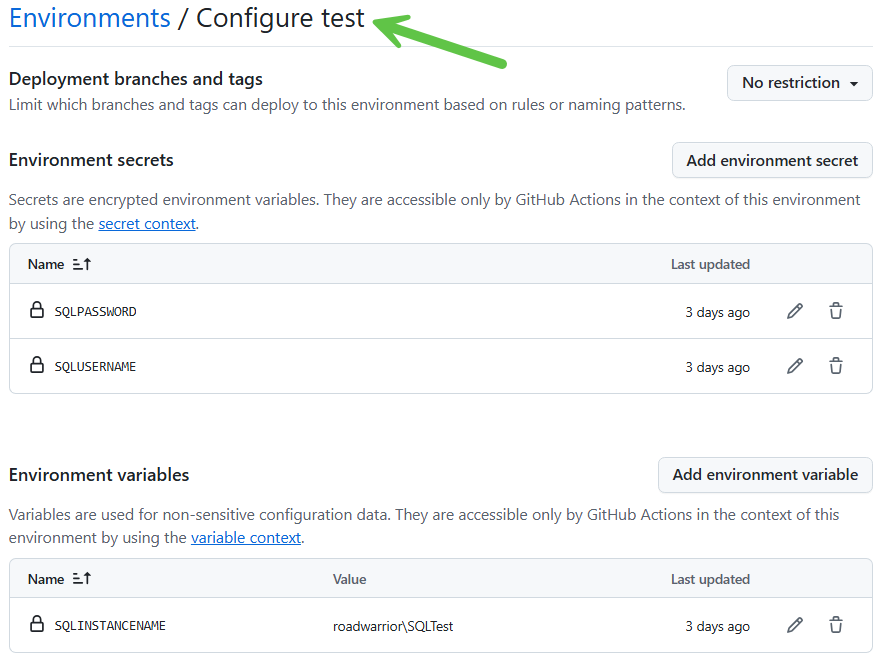 Environments / Configure test
Deployment branches and tags
No restriction
Limit which branches and tags can deploy to this environment based on rules or naming patterns.
Environment secrets
Add environment secret
Secrets are encrypted environment variables. They are accessible only by GitHub Actions in the context of this environment
by using the secret context.
Name Last updated
SQLPASSWORD 3 days ago
SQLUSERNAME 3 days ago
Environment variables
Add environment variable
Variables are used for non-sensitive configuration data. They are accessible only by GitHub Actions in the context of this
environment by using the variable context.
Name Value Last updated
SQLINSTANCENAME roadwarrior\SQLTest 3 days ago